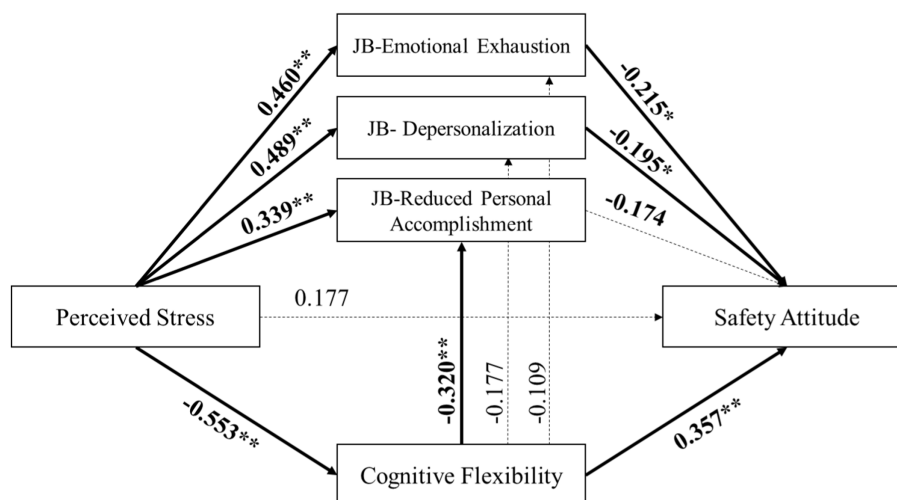 JB-Emotional Exhaustion
0.460**
-0.215*
JB- Depersonalization
0.489**
-0.195*
JB-Reduced Personal
Accomplishment
0.339**
-0.174
Perceived Stress
0.177
Safety Attitude
-0.553**
-0.320**
-0.177
-0.109
0.357**
Cognitive Flexibility